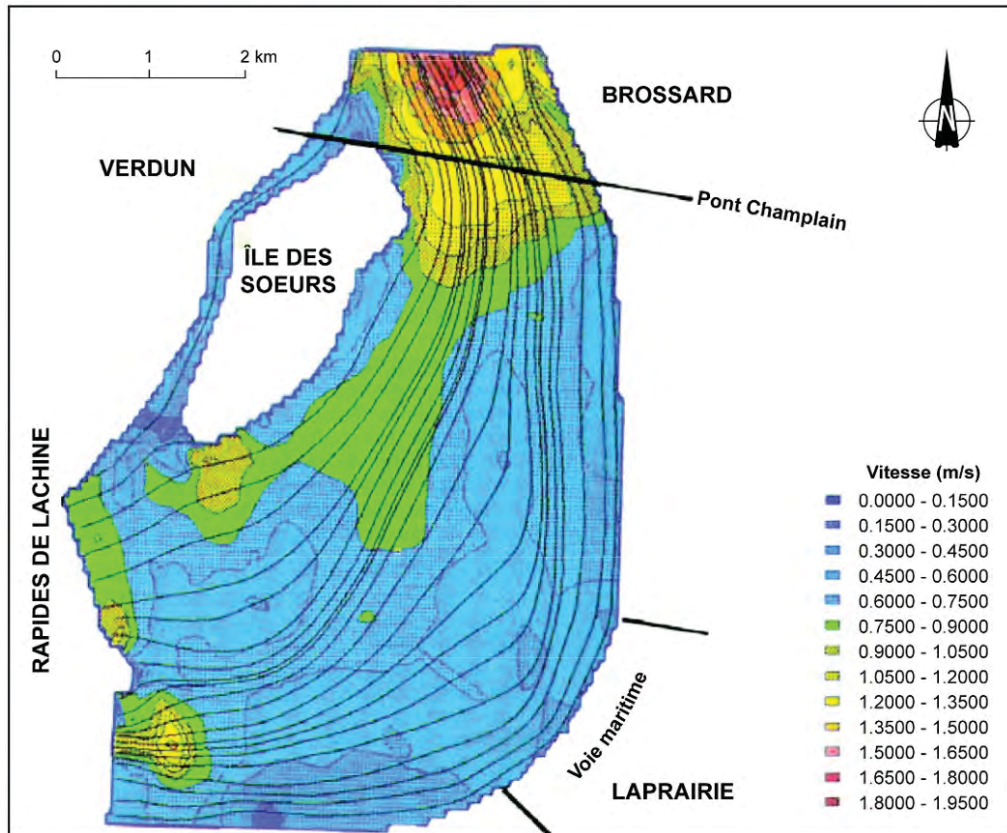 0 1 2 km
BROSSARD
N
VERDUN
Pont Champlain
ÎLE DES
SOEURS
RAPIDES DE LACHINE
Vitesse (m/s)
0.0000 - 0.1500
0.1500 - 0.3000
0.3000 - 0.4500
0.4500 - 0.6000
0.6000 - 0.7500
0.7500 - 0.9000
0.9000 - 1.0500
1.0500 - 1.2000
1.2000 - 1.3500
1.3500 - 1.5000
1.5000 - 1.6500
1.6500 - 1.8000
1.8000 - 1.9500
Voie maritime
LAPRAIRIE